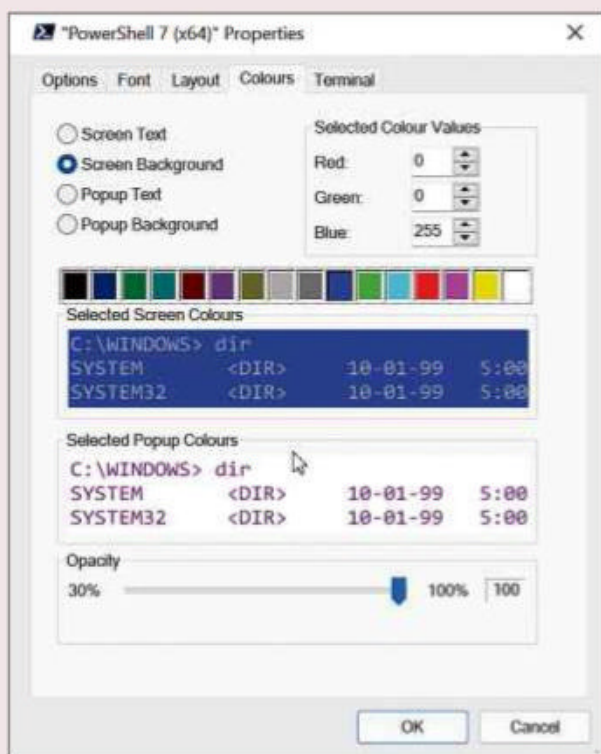 "PowerShell 7 (x64)" Properties
Options Font Layout Colours Terminal
Screen Text
Screen Background
Popup Text
Popup Background
Selected Colour Values
Red: 0
Green: 0
Blue: 255
Selected Screen Colours
C:\WINDOWS> dir
SYSTEM <DIR> 10-01-99 5:00
SYSTEM32 <DIR> 10-01-99 5:00
Selected Popup Colours
C:\WINDOWS> dir
SYSTEM <DIR> 10-01-99 5:00
SYSTEM32 <DIR> 10-01-99 5:00
Opacity
30% 100% 100
OK Cancel